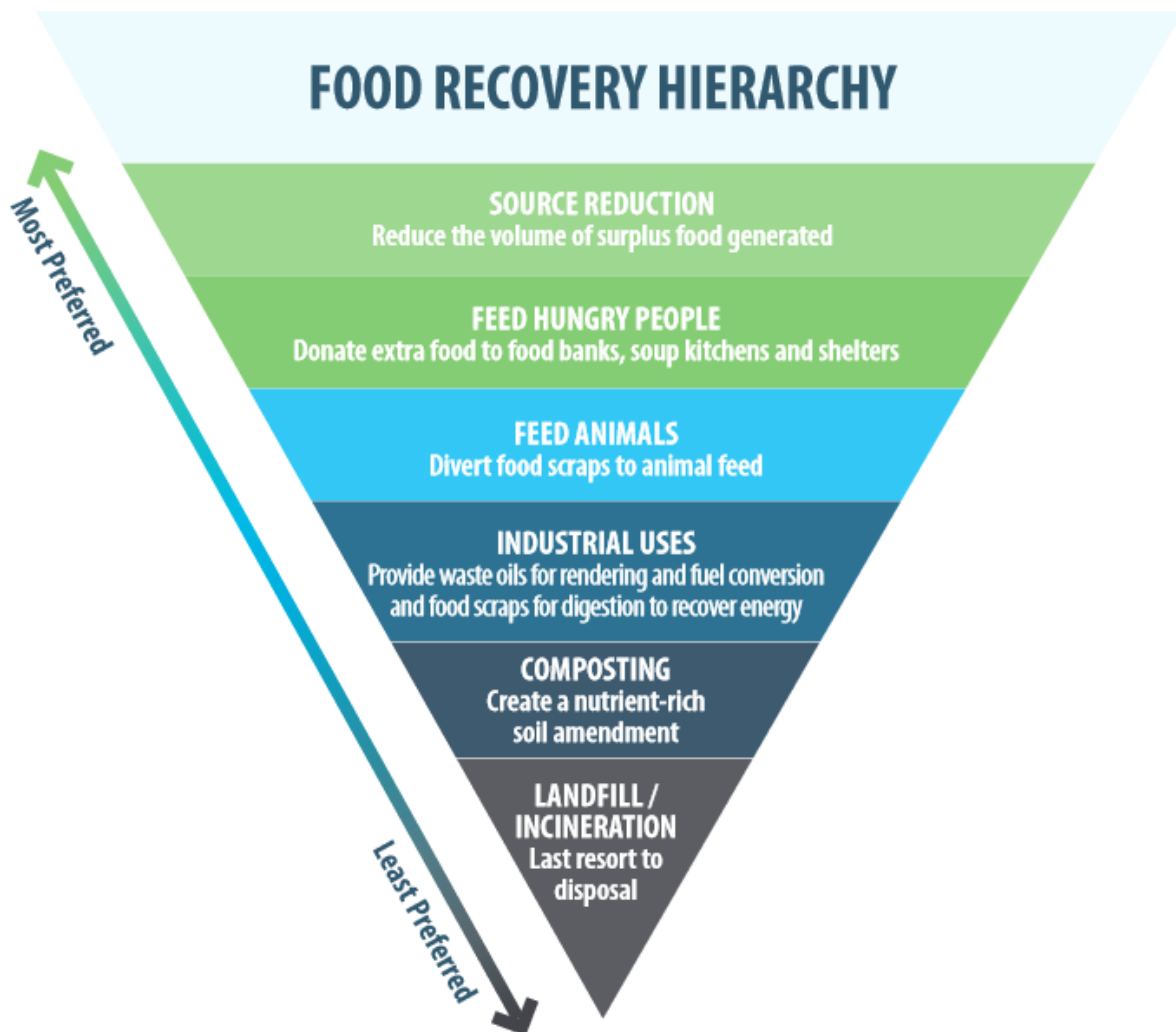 FOOD RECOVERY HIERARCHY
Most Preferred
SOURCE REDUCTION
Reduce the volume of surplus food generated
FEED HUNGRY PEOPLE
Donate extra food to food banks, soup kitchens and shelters
FEED ANIMALS
Divert food scraps to animal feed
INDUSTRIAL USES
Provide waste oils for rendering and fuel conversion
and food scraps for digestion to recover energy
COMPOSTING
Create a nutrient-rich
soil amendment
LANDFILL /
INCINERATION
Last resort to
disposal
Least Preferred